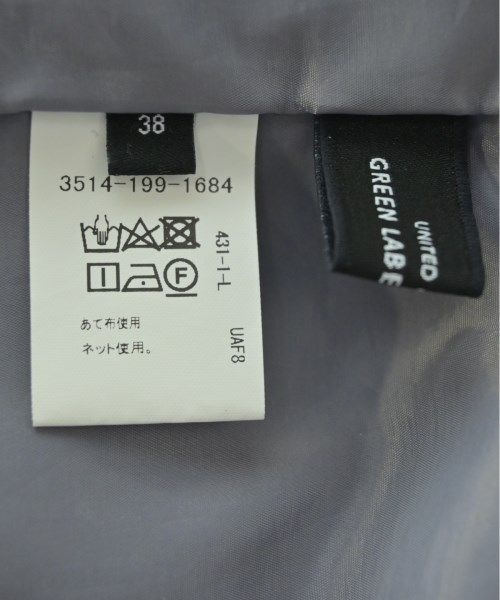 38
3514-199-1684
F
あて布使用
ネット使用。
431-1-L
UAF8
UNITED
GREEN LABE